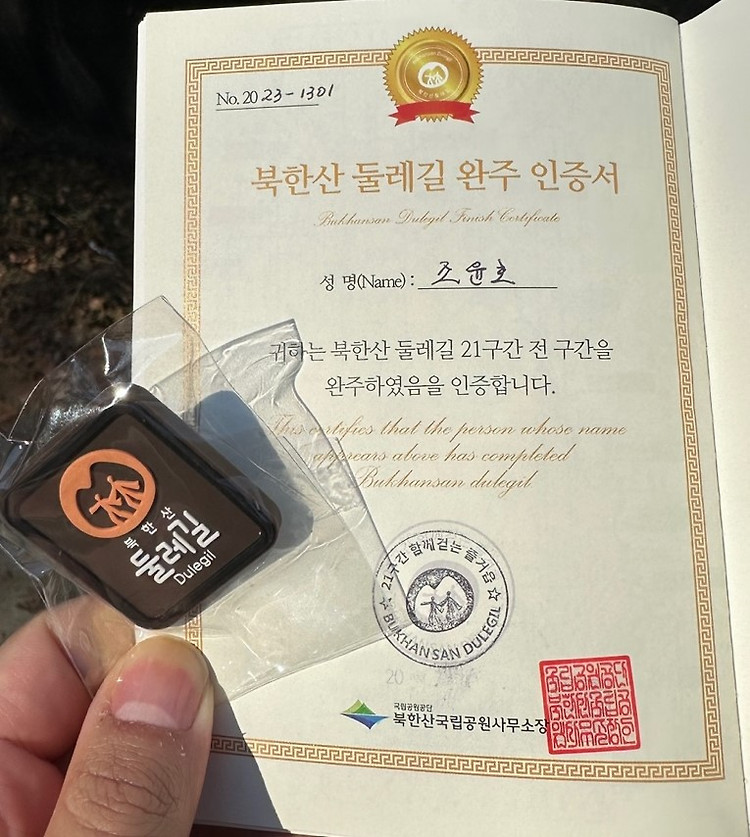 No. 2023-1301
북한산 둘레길 완주 인증서
Bukhansan Dulegil Finish Certificate
성 명(Name) : 조윤호
귀하는 북한산 둘레길 21구간 전 구간을
완주하였음을 인증합니다.
This certifies that the person whose name
apprears above has completed
Bukhansan dulegil
북한산
둘레길
Dulegil
☆ 21구간 함께걷는 즐거움 ☆
BUKHANSAN DULEGIL
20
국립공원공단
북한산국립공원사무소장